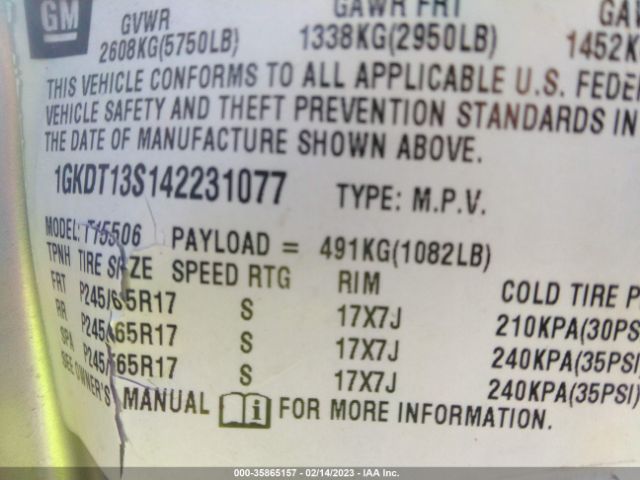 GM
GVWR GAWR FRT
2608KG(5750LB) 1338KG(2950LB) 1452K
THIS VEHICLE CONFORMS TO ALL APPLICABLE U.S. FEDE
VEHICLE SAFETY AND THEFT PREVENTION STANDARDS IN
THE DATE OF MANUFACTURE SHOWN ABOVE.
1GKDT13S142231077 TYPE: M.P.V.
MODEL: T15506 PAYLOAD = 491KG(1082LB)
TPNH TIRE SIZE SPEED RTG RIM COLD TIRE P
FRT P245/65R17 S 17X7J 210KPA(30PSI
RR P245/65R17 S 17X7J 240KPA(35PSI)
SPA P245/65R17 S 17X7J 240KPA(35PSI)
SEE OWNER'S MANUAL FOR MORE INFORMATION.
000-35865157 - 02/14/2023 - IAA Inc.